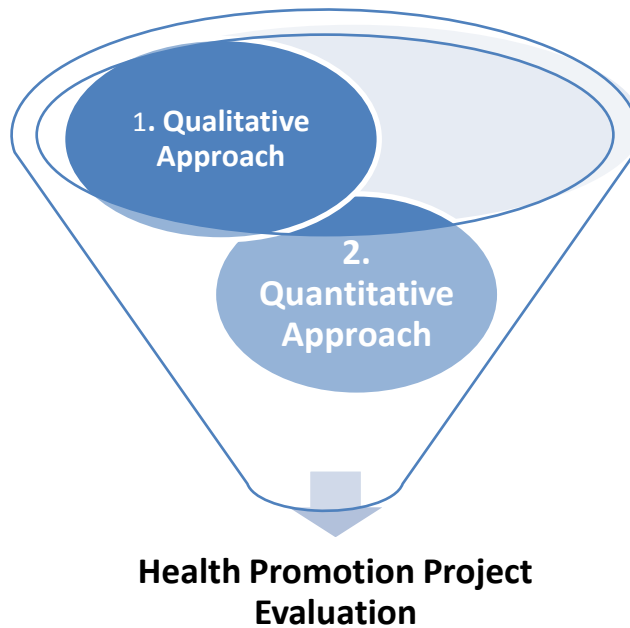 1. Qualitative
Approach
2.
Quantitative
Approach
Health Promotion Project
Evaluation